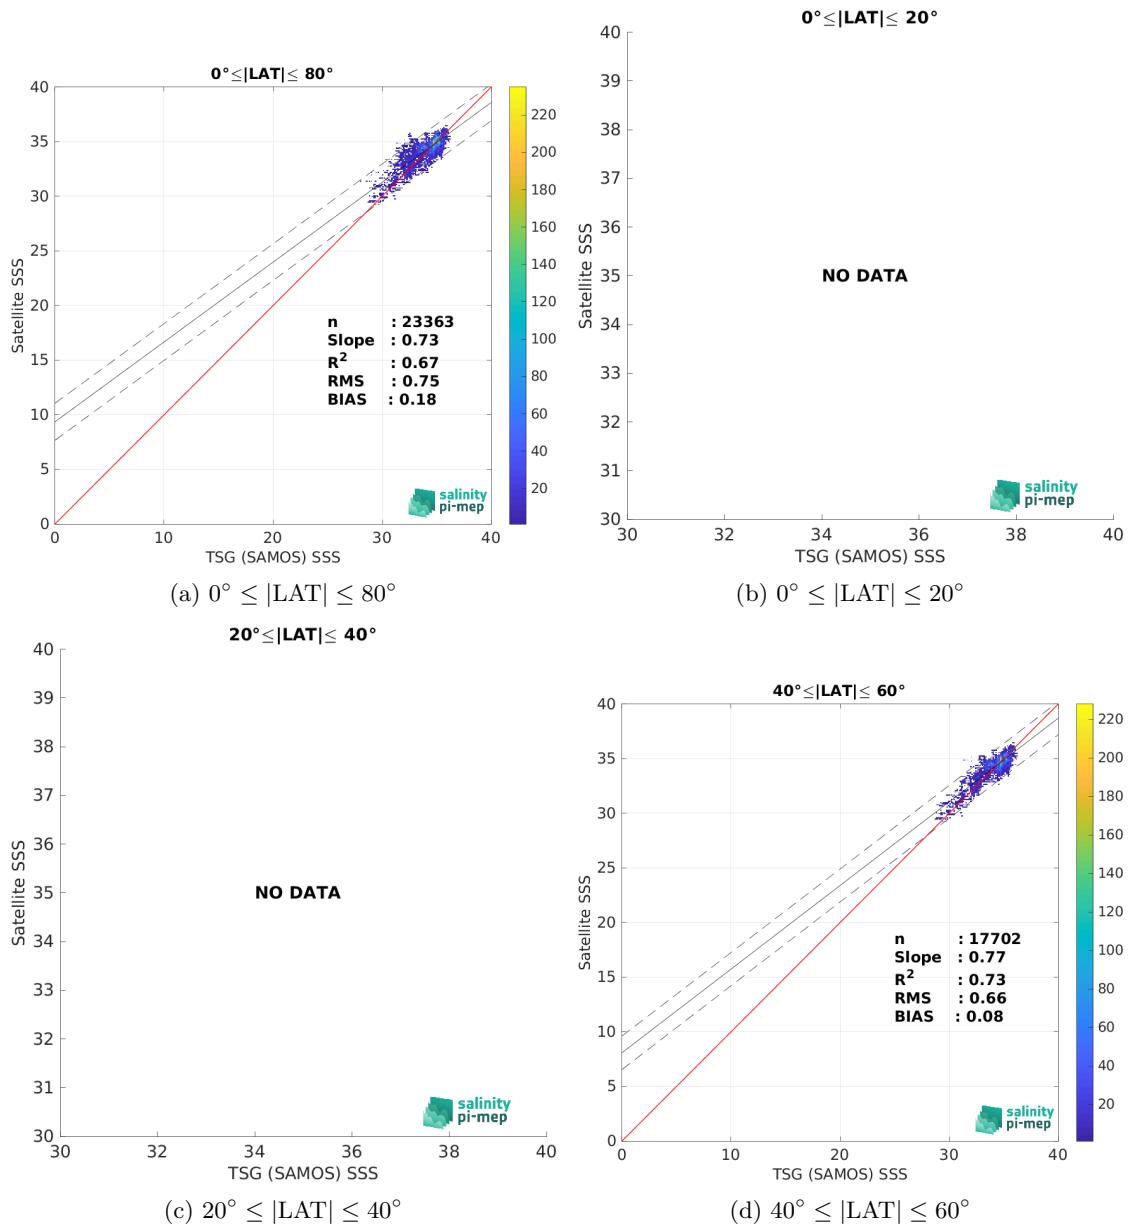 0°≤|LAT|≤ 80°
40
35
30
25
20
15
10
5
0
Satellite SSS
0
10
20
30
40
TSG (SAMOS) SSS
220
200
180
160
140
120
100
80
60
40
20
n : 23363
Slope : 0.73
R² : 0.67
RMS : 0.75
BIAS : 0.18
salinity
pi-mep
(a) 0° ≤ |LAT| ≤ 80°
0°≤|LAT|≤ 20°
40
39
38
37
36
35
34
33
32
31
30
Satellite SSS
NO DATA
30
32
34
36
38
40
TSG (SAMOS) SSS
salinity
pi-mep
(b) 0° ≤ |LAT| ≤ 20°
20°≤|LAT|≤ 40°
40
39
38
37
36
35
34
33
32
31
30
Satellite SSS
NO DATA
30
32
34
36
38
40
TSG (SAMOS) SSS
salinity
pi-mep
(c) 20° ≤ |LAT| ≤ 40°
40°≤|LAT|≤ 60°
40
35
30
25
20
15
10
5
0
Satellite SSS
0
10
20
30
40
TSG (SAMOS) SSS
220
200
180
160
140
120
100
80
60
40
20
n : 17702
Slope : 0.77
R² : 0.73
RMS : 0.66
BIAS : 0.08
salinity
pi-mep
(d) 40° ≤ |LAT| ≤ 60°